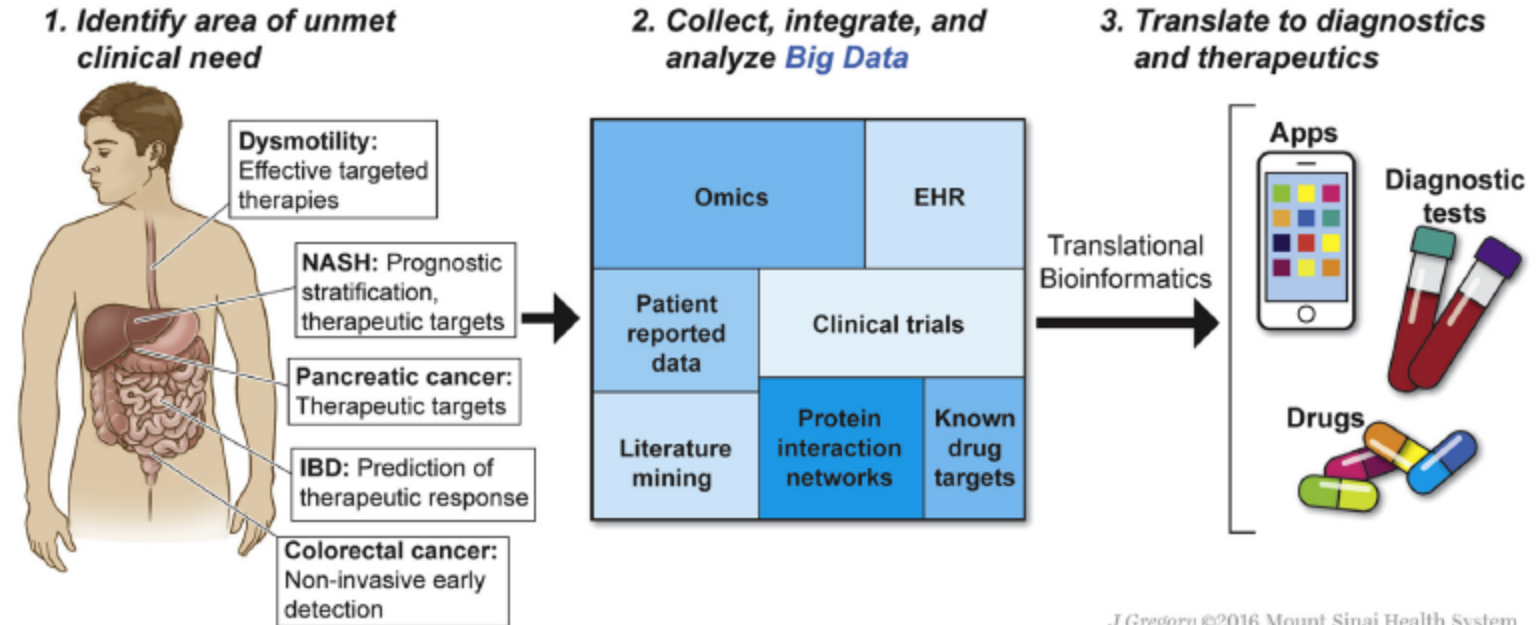 1. Identify area of unmet
clinical need
Dysmotility:
Effective targeted
therapies
NASH: Prognostic
stratification,
therapeutic targets
Pancreatic cancer:
Therapeutic targets
IBD: Prediction of
therapeutic response
Colorectal cancer:
Non-invasive early
detection
2. Collect, integrate, and
analyze Big Data
Omics
EHR
Patient
reported
data
Clinical trials
Literature
mining
Protein
interaction
networks
Known
drug
targets
Translational
Bioinformatics
3. Translate to diagnostics
and therapeutics
Apps
Diagnostic
tests
Drugs
J Gregory ©2016 Mount Sinai Health System